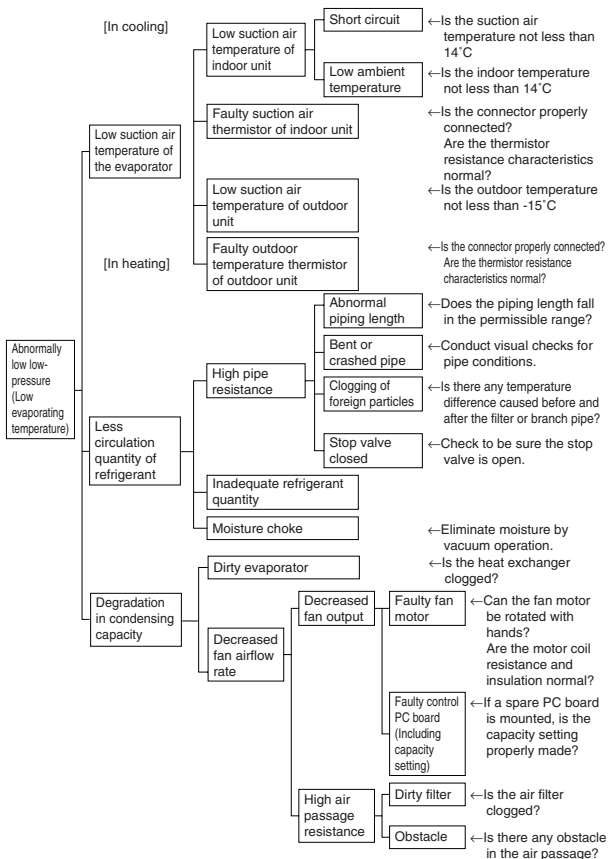 [In cooling]
Low suction air
temperature of
indoor unit
Short circuit
←Is the suction air
temperature not less than
14˚C
Low ambient
temperature
←Is the indoor temperature
not less than 14˚C
Faulty suction air
thermistor of indoor unit
←Is the connector properly
connected?
Are the thermistor
resistance characteristics
normal?
Low suction air
temperature of
the evaporator
Low suction air
temperature of outdoor
unit
←Is the outdoor temperature
not less than -15˚C
[In heating]
Faulty outdoor
temperature thermistor
of outdoor unit
←Is the connector properly connected?
Are the thermistor resistance
characteristics normal?
Abnormally
low low-
pressure
(Low
evaporating
temperature)
Less
circulation
quantity of
refrigerant
High pipe
resistance
Abnormal
piping length
←Does the piping length fall
in the permissible range?
Bent or
crashed pipe
←Conduct visual checks for
pipe conditions.
Clogging of
foreign particles
←Is there any temperature
difference caused before and
after the filter or branch pipe?
Stop valve
closed
←Check to be sure the stop
valve is open.
Inadequate refrigerant
quantity
Moisture choke
←Eliminate moisture by
vacuum operation.
Degradation
in condensing
capacity
Dirty evaporator
←Is the heat exchanger
clogged?
Decreased
fan airflow
rate
Decreased
fan output
Faulty fan
motor
←Can the fan motor
be rotated with
hands?
Are the motor coil
resistance and
insulation normal?
Faulty control
PC board
(Including
capacity
setting)
←If a spare PC board
is mounted, is the
capacity setting
properly made?
High air
passage
resistance
Dirty filter
←Is the air filter
clogged?
Obstacle
←Is there any obstacle
in the air passage?